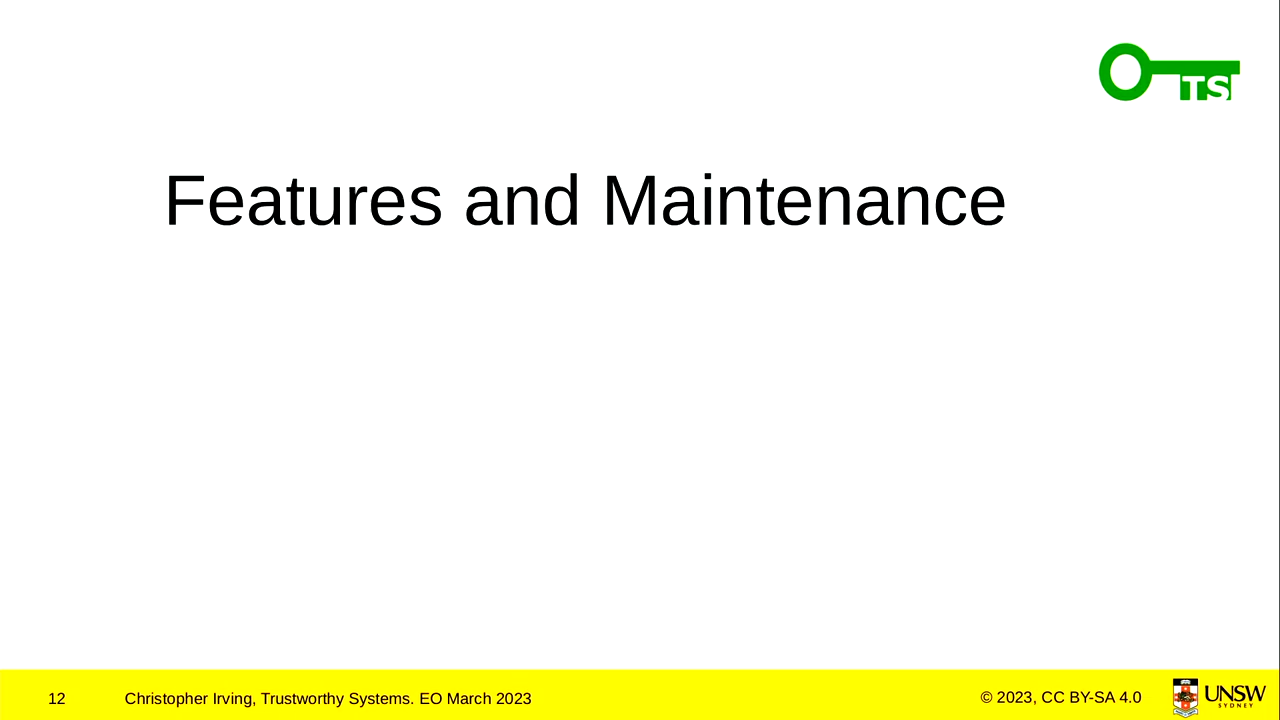 TS
Features and Maintenance
12
Christopher Irving, Trustworthy Systems. EO March 2023
© 2023, CC BY-SA 4.0
UNSW
SYDNEY